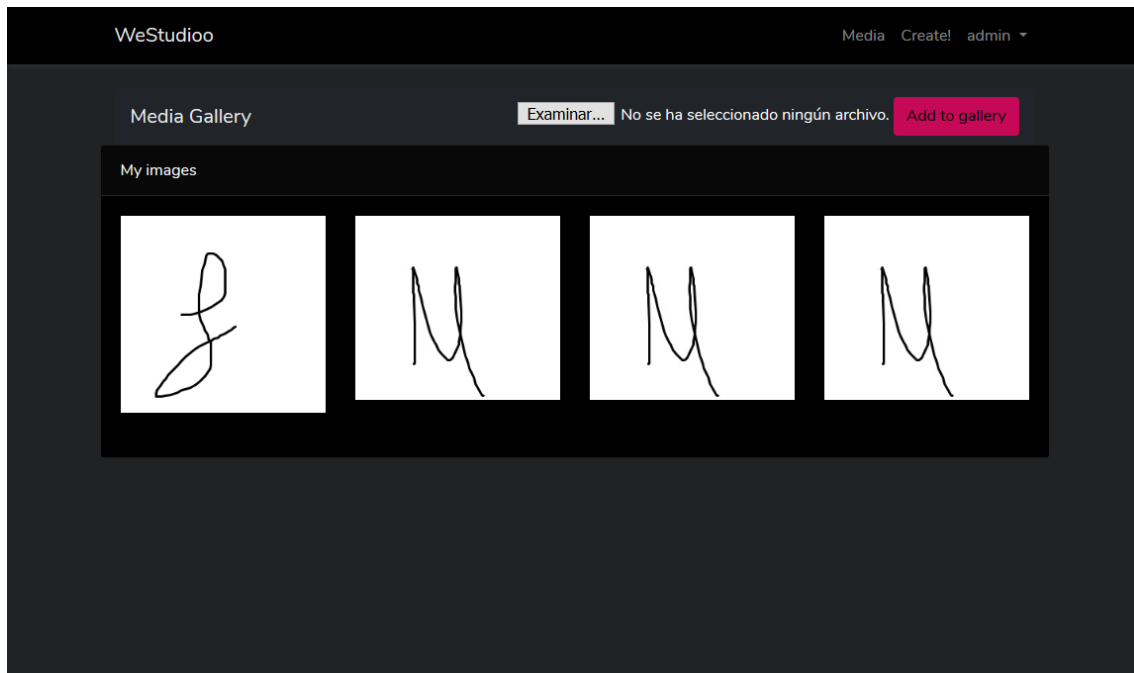 WeStudioo Media Create! admin
Media Gallery Examinar... No se ha seleccionado ningún archivo. Add to gallery
My images